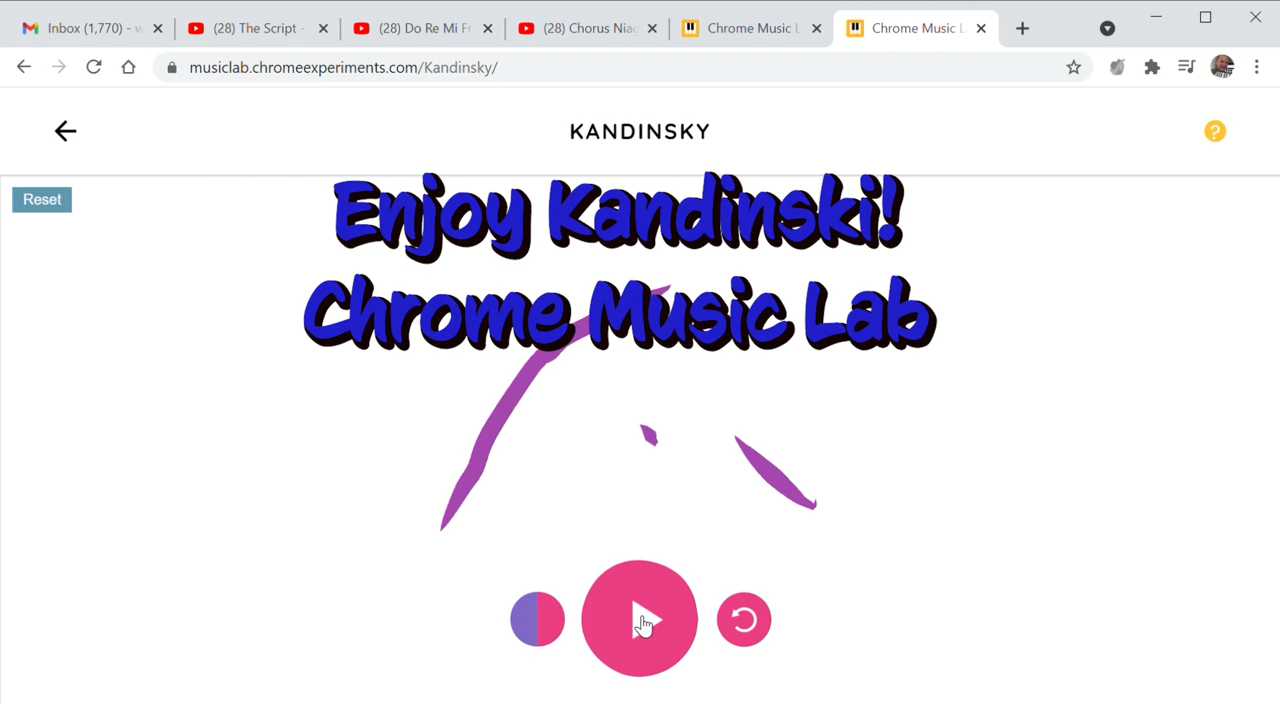 Inbox (1,770) - w
(28) The Script -
(28) Do Re Mi Fr
(28) Chorus Niag
Chrome Music L
Chrome Music L
musiclab.chromeexperiments.com/Kandinsky/
KANDINSKY
?
Reset
Enjoy Kandinski!
Chrome Music Lab